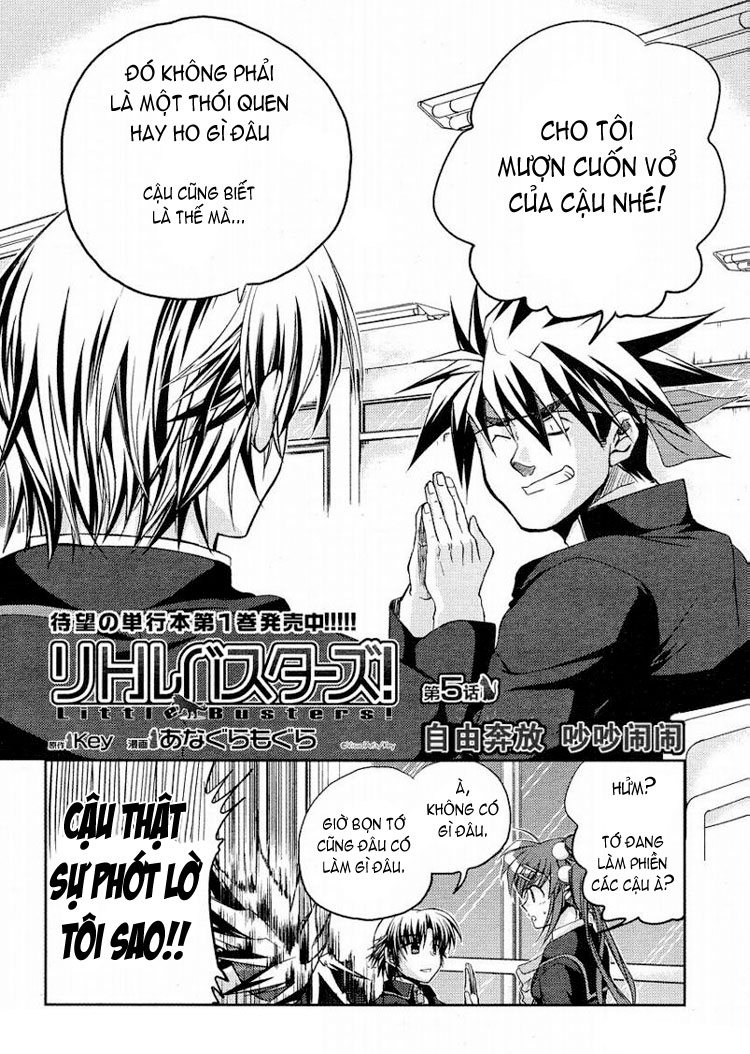 CHO TÔI
MƯỢN CUỐN VỞ
CỦA CẬU NHÉ!
ĐÓ KHÔNG PHẢI
LÀ MỘT THÓI QUEN
HAY HO GÌ ĐÂU
CẬU CŨNG BIẾT
LÀ THẾ MÀ...
待望の単行本第1巻発売中!!!!!
リトルバスターズ!
Little Busters!
第5话
原作 Key 漫画 あなぐらもぐら
自由奔放 吵吵闹闹
HỬM?
TỚ ĐANG
LÀM PHIỀN
CÁC CẬU À?
À,
KHÔNG CÓ
GÌ ĐÂU.
GIỜ BỌN TỚ
CŨNG ĐÂU CÓ
LÀM GÌ ĐÂU.
CẬU THẬT
SỰ PHỚT LỜ
TÔI SAO!!